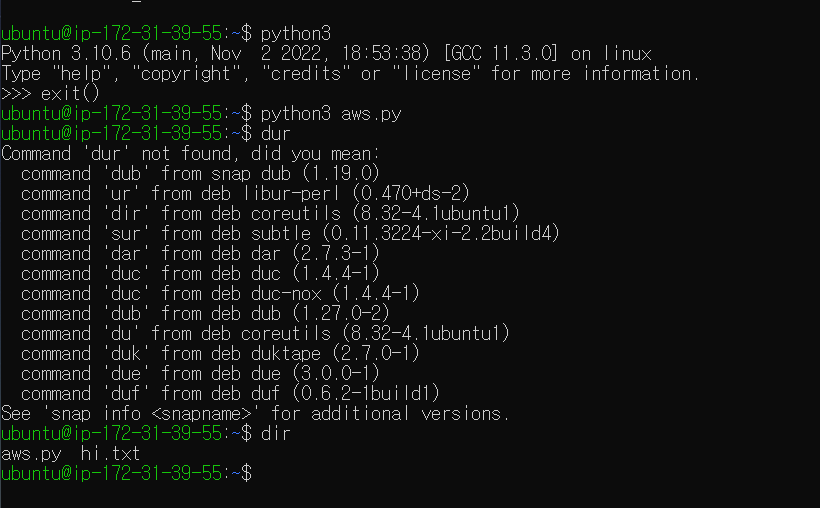 ubuntu@ip-172-31-39-55:~$ python3
Python 3.10.6 (main, Nov  2 2022, 18:53:38) [GCC 11.3.0] on linux
Type "help", "copyright", "credits" or "license" for more information.
>>> exit()
ubuntu@ip-172-31-39-55:~$ python3 aws.py
ubuntu@ip-172-31-39-55:~$ dur
Command 'dur' not found, did you mean:
  command 'dub' from snap dub (1.19.0)
  command 'ur' from deb libur-perl (0.470+ds-2)
  command 'dir' from deb coreutils (8.32-4.1ubuntu1)
  command 'sur' from deb subtle (0.11.3224-xi-2.2build4)
  command 'dar' from deb dar (2.7.3-1)
  command 'duc' from deb duc (1.4.4-1)
  command 'duc' from deb duc-nox (1.4.4-1)
  command 'dub' from deb dub (1.27.0-2)
  command 'du' from deb coreutils (8.32-4.1ubuntu1)
  command 'duk' from deb duktape (2.7.0-1)
  command 'due' from deb due (3.0.0-1)
  command 'duf' from deb duf (0.6.2-1build1)
See 'snap info <snapname>' for additional versions.
ubuntu@ip-172-31-39-55:~$ dir
aws.py  hi.txt
ubuntu@ip-172-31-39-55:~$